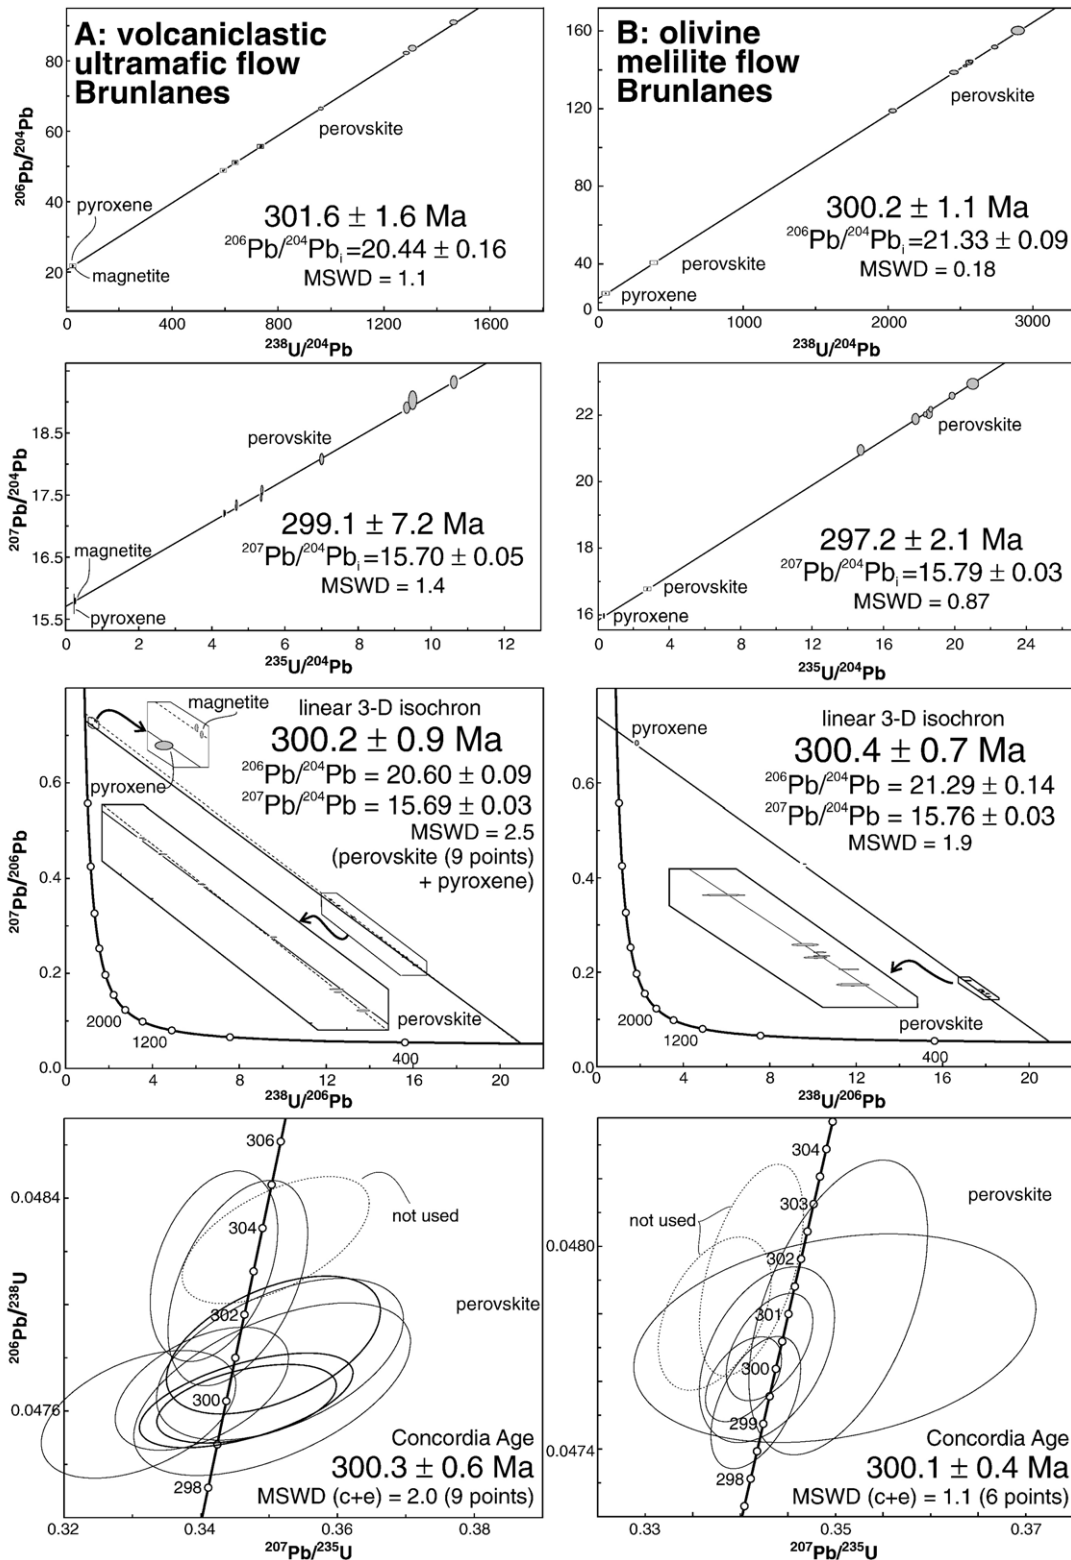 A: volcaniclastic
ultramafic flow
Brunlanes
80
60
40
20
²⁰⁶Pb/²⁰⁴Pb
pyroxene
magnetite
perovskite
301.6 ± 1.6 Ma
²⁰⁶Pb/²⁰⁴Pbᵢ=20.44 ± 0.16
MSWD = 1.1
0 400 800 1200 1600
²³⁸U/²⁰⁴Pb
B: olivine
melilite flow
Brunlanes
160
120
80
40
0
perovskite
300.2 ± 1.1 Ma
²⁰⁶Pb/²⁰⁴Pbᵢ=21.33 ± 0.09
MSWD = 0.18
perovskite
pyroxene
0 1000 2000 3000
²³⁸U/²⁰⁴Pb
18.5
17.5
16.5
15.5
²⁰⁷Pb/²⁰⁴Pb
perovskite
299.1 ± 7.2 Ma
²⁰⁷Pb/²⁰⁴Pbᵢ=15.70 ± 0.05
MSWD = 1.4
magnetite
pyroxene
0 2 4 6 8 10 12
²³⁵U/²⁰⁴Pb
22
20
18
16
perovskite
297.2 ± 2.1 Ma
²⁰⁷Pb/²⁰⁴Pbᵢ=15.79 ± 0.03
MSWD = 0.87
perovskite
pyroxene
0 4 8 12 16 20 24
²³⁵U/²⁰⁴Pb
0.6
0.4
0.2
0.0
²⁰⁷Pb/²⁰⁶Pb
magnetite
pyroxene
linear 3-D isochron
300.2 ± 0.9 Ma
²⁰⁶Pb/²⁰⁴Pb = 20.60 ± 0.09
²⁰⁷Pb/²⁰⁴Pb = 15.69 ± 0.03
MSWD = 2.5
(perovskite (9 points)
+ pyroxene)
perovskite
2000
1200
400
0 4 8 12 16 20
²³⁸U/²⁰⁶Pb
0.6
0.4
0.2
0.0
pyroxene
linear 3-D isochron
300.4 ± 0.7 Ma
²⁰⁶Pb/²⁰⁴Pb = 21.29 ± 0.14
²⁰⁷Pb/²⁰⁴Pb = 15.76 ± 0.03
MSWD = 1.9
perovskite
2000
1200
400
0 4 8 12 16 20
²³⁸U/²⁰⁶Pb
0.0484
0.0476
²⁰⁶Pb/²³⁸U
306
304
302
300
298
not used
perovskite
Concordia Age
300.3 ± 0.6 Ma
MSWD (c+e) = 2.0 (9 points)
0.32 0.34 0.36 0.38
²⁰⁷Pb/²³⁵U
0.0480
0.0474
304
303
302
301
300
299
298
not used
perovskite
Concordia Age
300.1 ± 0.4 Ma
MSWD (c+e) = 1.1 (6 points)
0.33 0.35 0.37
²⁰⁷Pb/²³⁵U